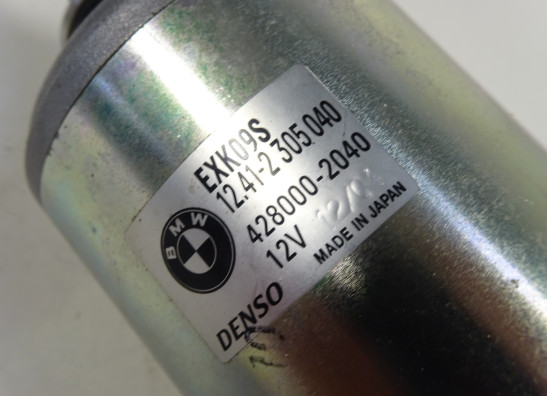 EXK09S
12.41-2 305 040
428000-2040
12V
MADE IN JAPAN
BMW
DENSO